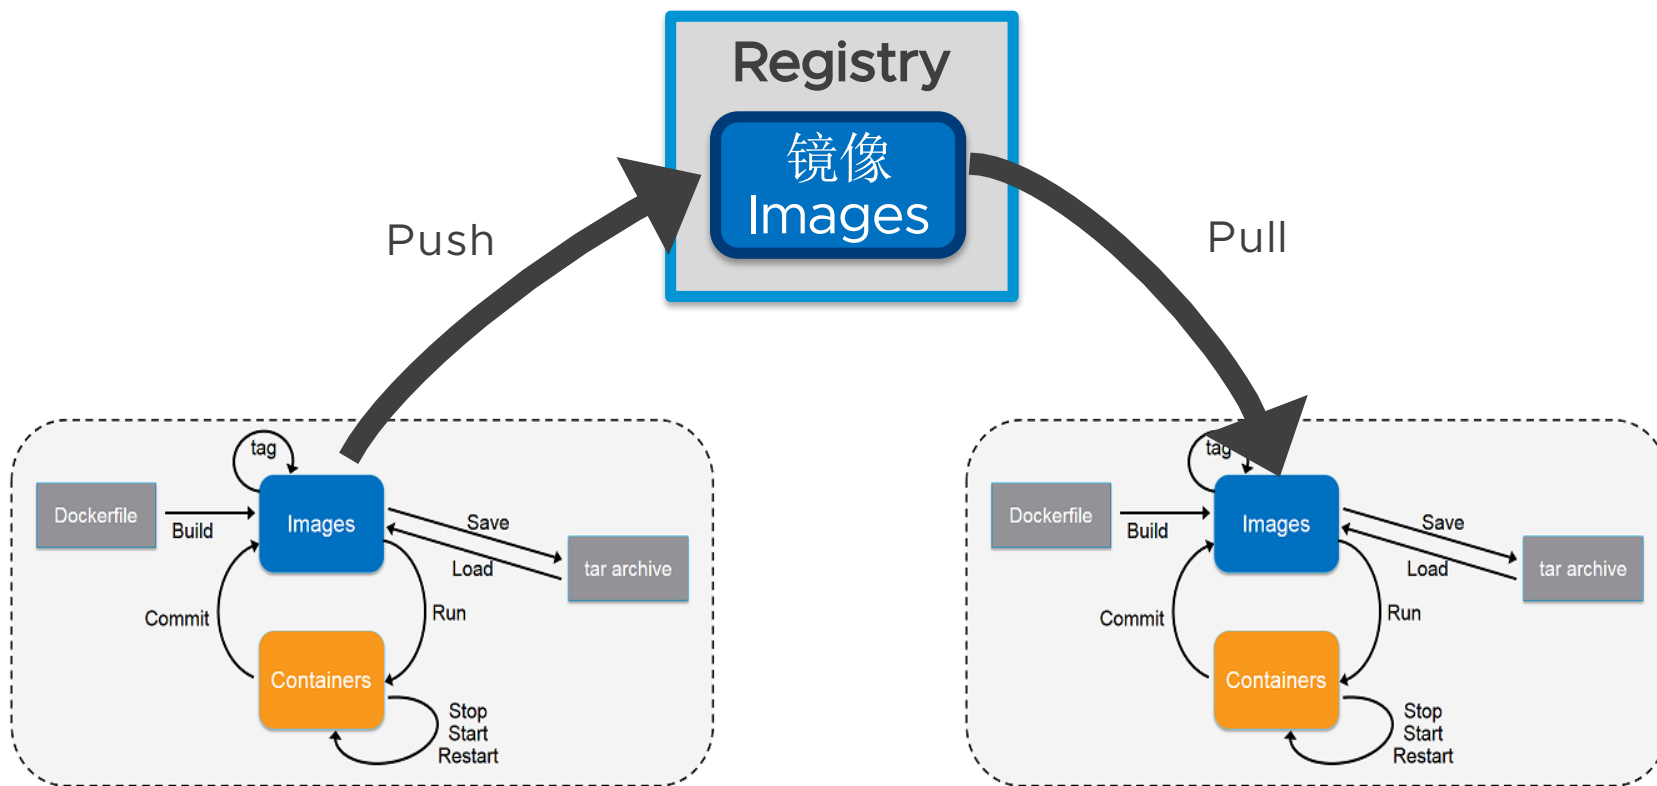 Registry
镜像
Images
Push
Pull
tag
Dockerfile
Build
Images
Save
Load
tar archive
Commit
Run
Containers
Stop
Start
Restart
tag
Dockerfile
Build
Images
Save
Load
tar archive
Commit
Run
Containers
Stop
Start
Restart